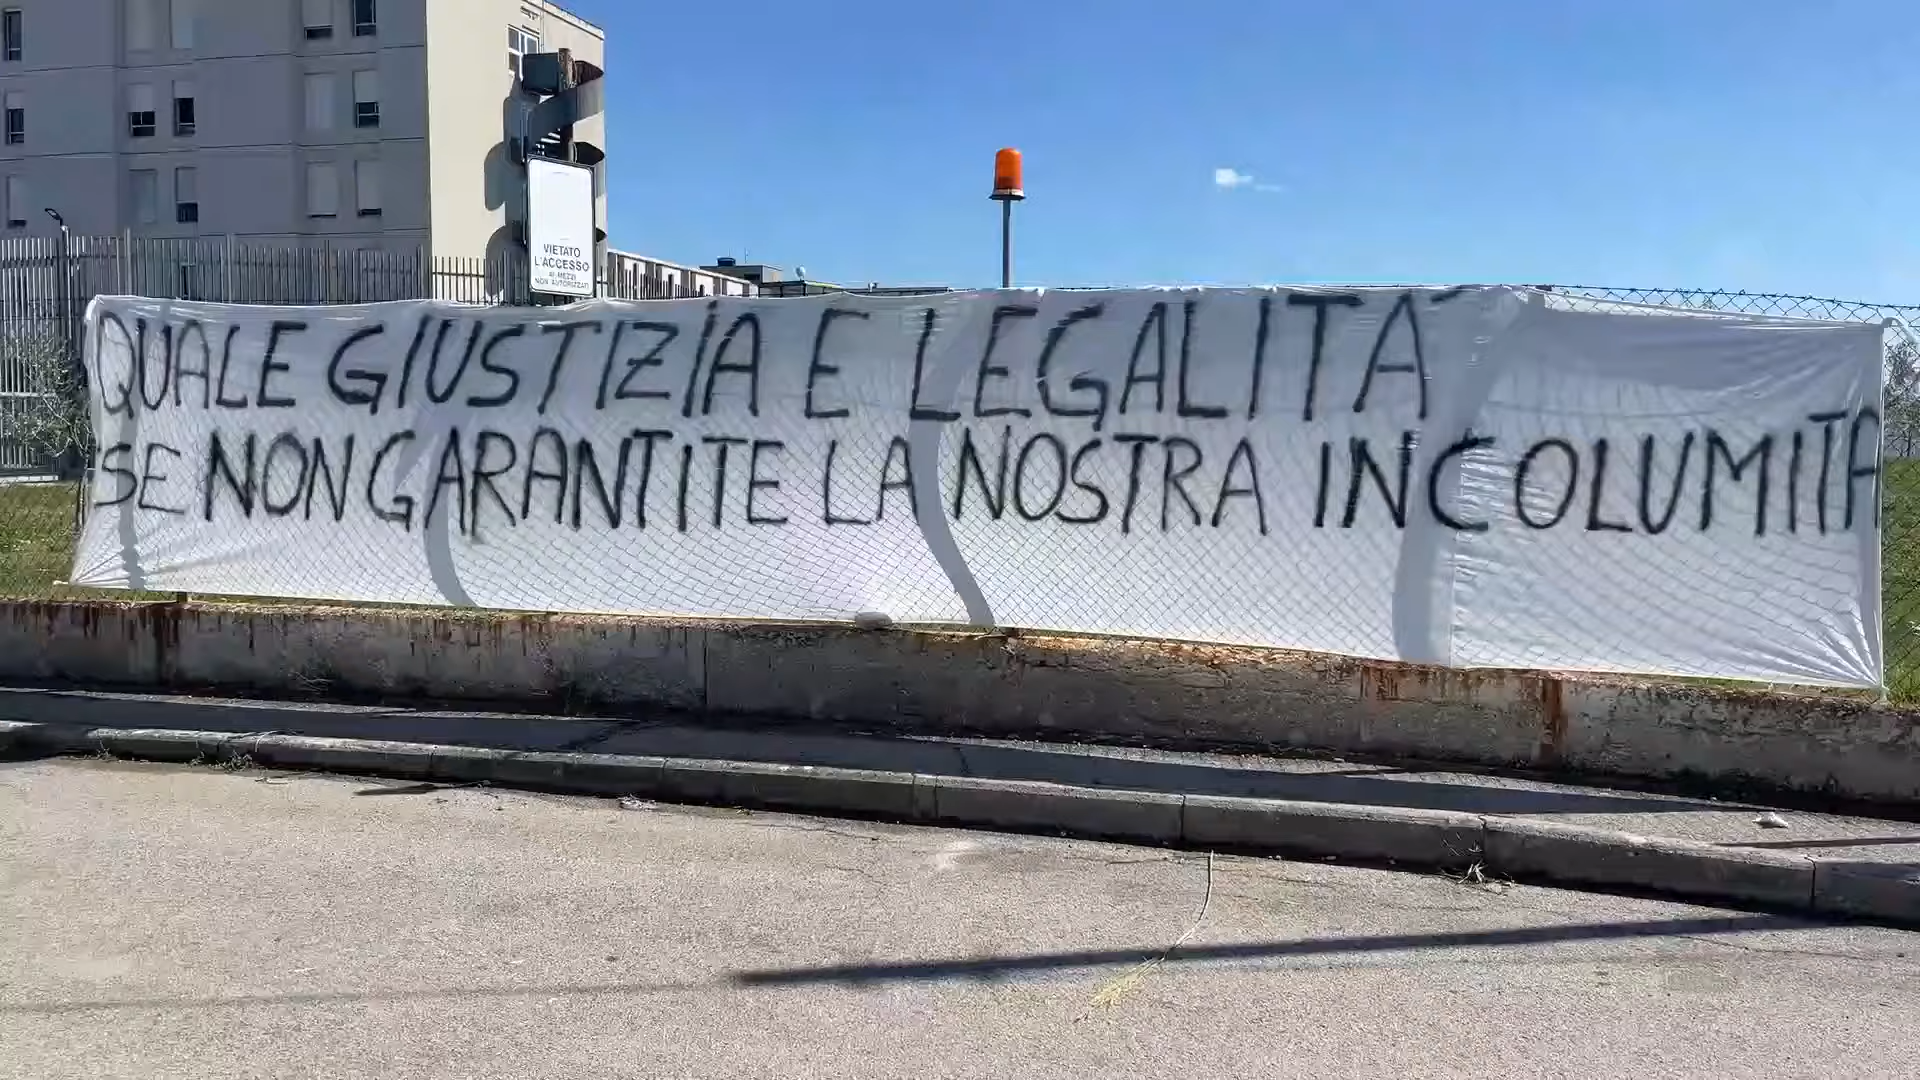 VIETATO
L'ACCESSO
AI MEZZI
NON AUTORIZZATI
QUALE GIUSTIZIA E LEGALITA'
SE NON GARANTITE LA NOSTRA INCOLUMITA